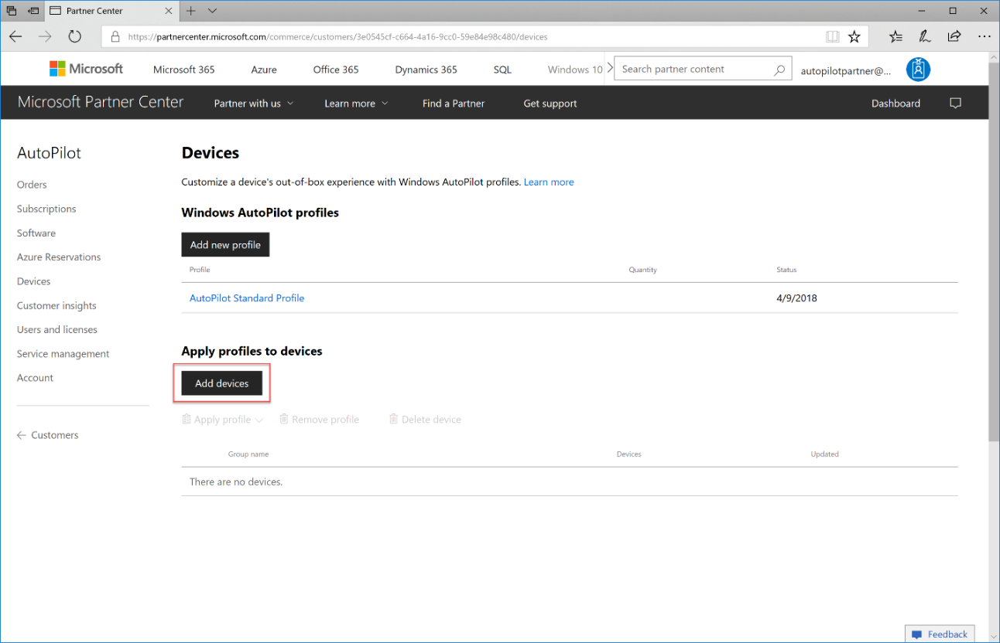 Partner Center
https://partnercenter.microsoft.com/commerce/customers/3e0545cf-c664-4a16-9cc0-59e84e98c480/devices
Microsoft Microsoft 365 Azure Office 365 Dynamics 365 SQL Windows 10 Search partner content autopilotpartner@...
Microsoft Partner Center Partner with us Learn more Find a Partner Get support Dashboard
AutoPilot
Orders
Subscriptions
Software
Azure Reservations
Devices
Customer insights
Users and licenses
Service management
Account
Customers
Devices
Customize a device's out-of-box experience with Windows AutoPilot profiles. Learn more
Windows AutoPilot profiles
Add new profile
Profile Quantity Status
AutoPilot Standard Profile 4/9/2018
Apply profiles to devices
Add devices
Apply profile Remove profile Delete device
Group name Devices Updated
There are no devices.
Feedback